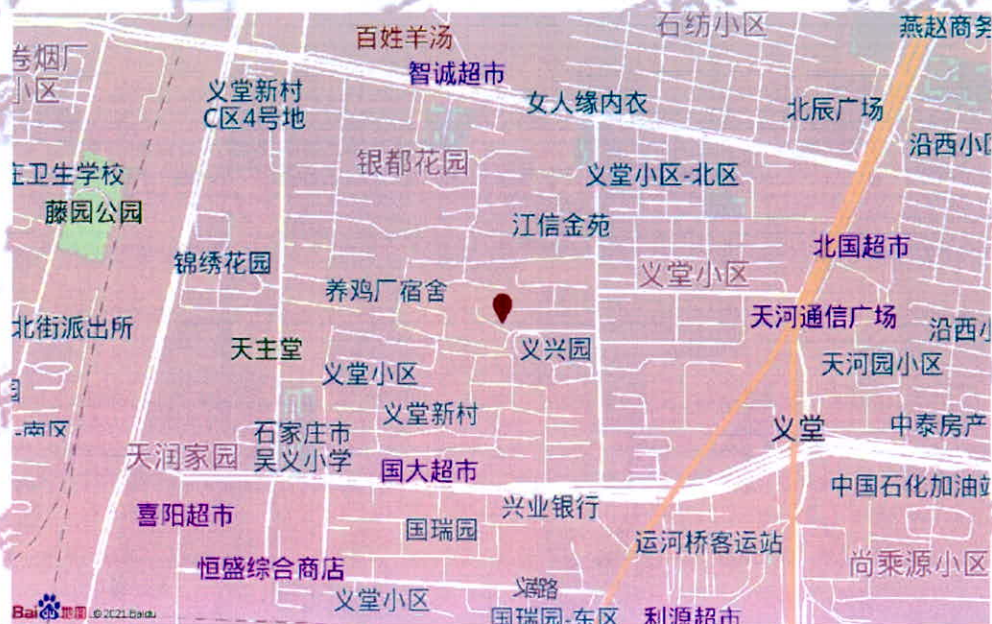 石纺小区
燕赵商务
百姓羊汤
卷烟厂
小区
智诚超市
义堂新村
C区4号地
女人缘内衣
北辰广场
沿西小区
银都花园
庄卫生学校
义堂小区-北区
藤园公园
江信金苑
北国超市
锦绣花园
义堂小区
养鸡厂宿舍
天河通信广场
北街派出所
沿西小
天主堂
义兴园
天河园小区
义堂小区
园
义堂新村
-南区
石家庄市
吴义小学
义堂
中泰房产
天润家园
国大超市
中国石化加油站
兴业银行
喜阳超市
国瑞园
运河桥客运站
尚乘源小区
恒盛综合商店
义堂小区
国瑞园-东区
利源超市
Bai du 地图
© 2021 Baidu